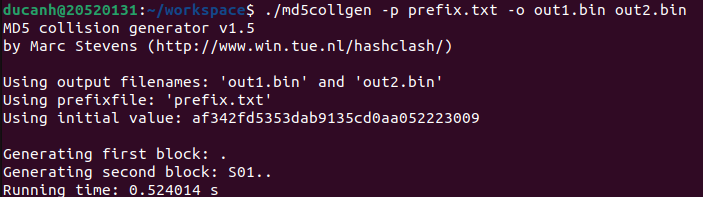 ducanh@20520131:~/workspace$ ./md5collgen -p prefix.txt -o out1.bin out2.bin
MD5 collision generator v1.5
by Marc Stevens (http://www.win.tue.nl/hashclash/)
Using output filenames: 'out1.bin' and 'out2.bin'
Using prefixfile: 'prefix.txt'
Using initial value: af342fd5353dab9135cd0aa052223009
Generating first block: .
Generating second block: S01..
Running time: 0.524014 s